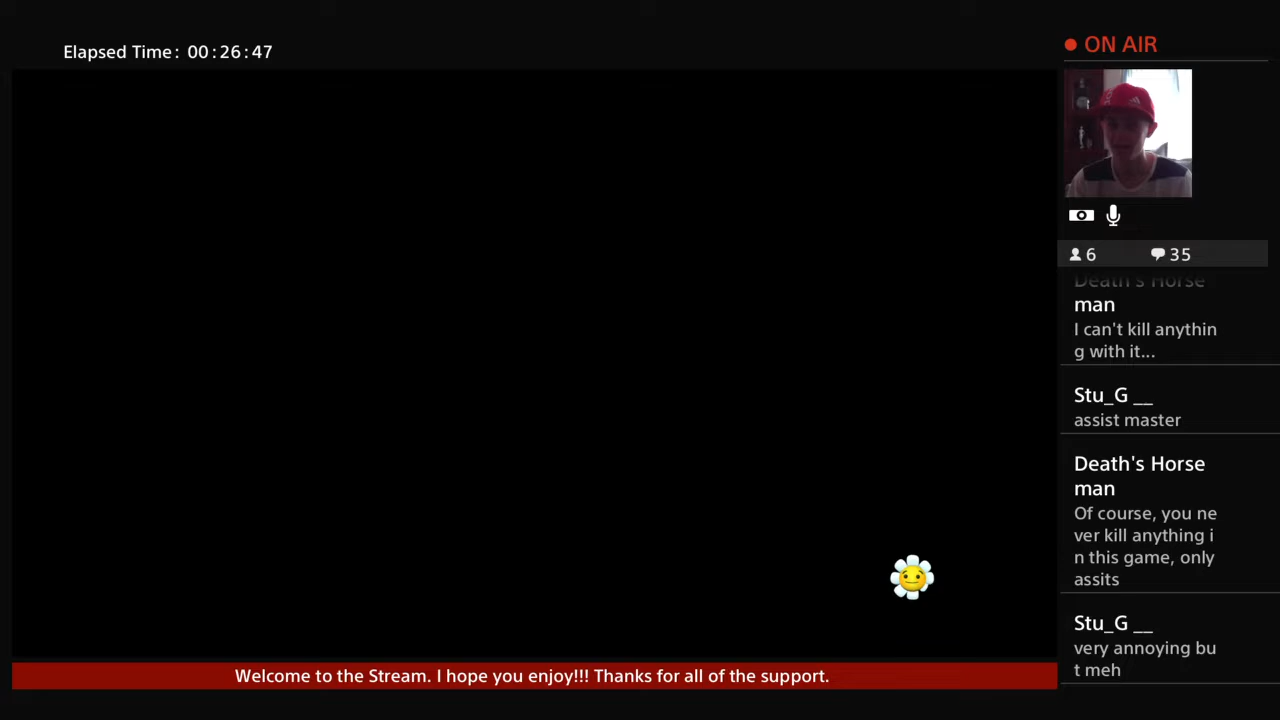 Elapsed Time: 00:26:47
ON AIR
6 35
Death's Horse
man
I can't kill anythin
g with it...
Stu_G __
assist master
Death's Horse
man
Of course, you ne
ver kill anything i
n this game, only
assits
Stu_G __
very annoying bu
t meh
Welcome to the Stream. I hope you enjoy!!! Thanks for all of the support.